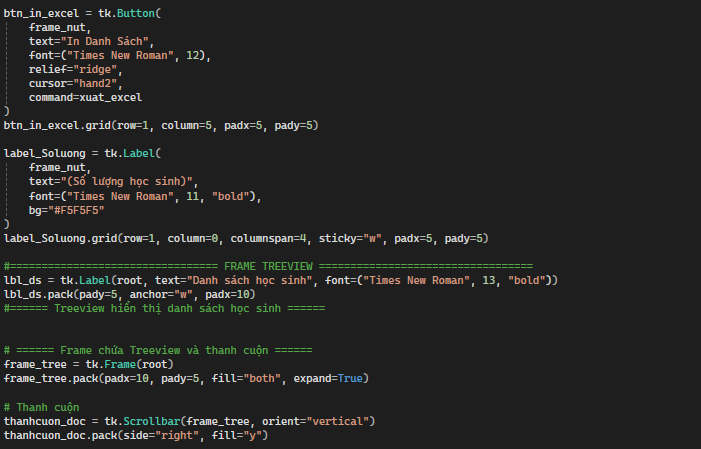 btn_in_excel = tk.Button(
    frame_nut,
    text="In Danh Sách",
    font=("Times New Roman", 12),
    relief="ridge",
    cursor="hand2",
    command=xuat_excel
)
btn_in_excel.grid(row=1, column=5, padx=5, pady=5)

label_Soluong = tk.Label(
    frame_nut,
    text="(Số lượng học sinh)",
    font=("Times New Roman", 11, "bold"),
    bg="#F5F5F5"
)
label_Soluong.grid(row=1, column=0, columnspan=4, sticky="w", padx=5, pady=5)

#================================= FRAME TREEVIEW ==================================
lbl_ds = tk.Label(root, text="Danh sách học sinh", font=("Times New Roman", 13, "bold"))
lbl_ds.pack(pady=5, anchor="w", padx=10)
#====== Treeview hiển thị danh sách học sinh ======

# ====== Frame chứa Treeview và thanh cuộn ======
frame_tree = tk.Frame(root)
frame_tree.pack(padx=10, pady=5, fill="both", expand=True)

# Thanh cuộn
thanhcuon_doc = tk.Scrollbar(frame_tree, orient="vertical")
thanhcuon_doc.pack(side="right", fill="y")